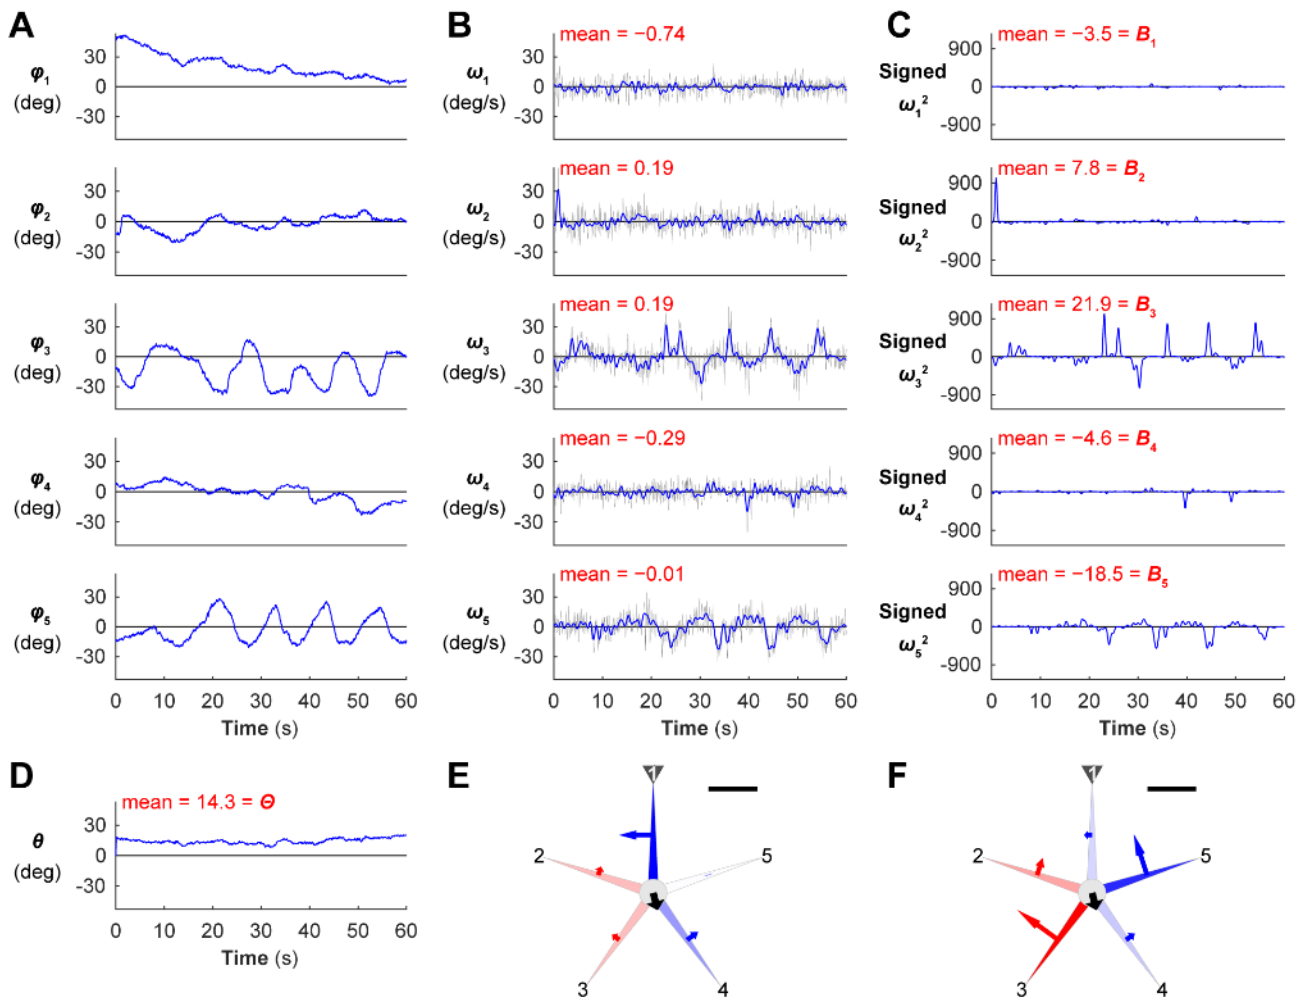 A
φ1
(deg)
30
0
-30
φ2
(deg)
30
0
-30
φ3
(deg)
30
0
-30
φ4
(deg)
30
0
-30
φ5
(deg)
30
0
-30
0 10 20 30 40 50 60
Time (s)
B
mean = −0.74
ω1
(deg/s)
30
0
-30
mean = 0.19
ω2
(deg/s)
30
0
-30
mean = 0.19
ω3
(deg/s)
30
0
-30
mean = −0.29
ω4
(deg/s)
30
0
-30
mean = −0.01
ω5
(deg/s)
30
0
-30
0 10 20 30 40 50 60
Time (s)
C
mean = −3.5 = B1
Signed
ω1²
900
0
-900
mean = 7.8 = B2
Signed
ω2²
900
0
-900
mean = 21.9 = B3
Signed
ω3²
900
0
-900
mean = −4.6 = B4
Signed
ω4²
900
0
-900
mean = −18.5 = B5
Signed
ω5²
900
0
-900
0 10 20 30 40 50 60
Time (s)
D
mean = 14.3 = Θ
θ
(deg)
30
0
-30
0 10 20 30 40 50 60
Time (s)
E
1
2
5
3
4
F
1
2
5
3
4